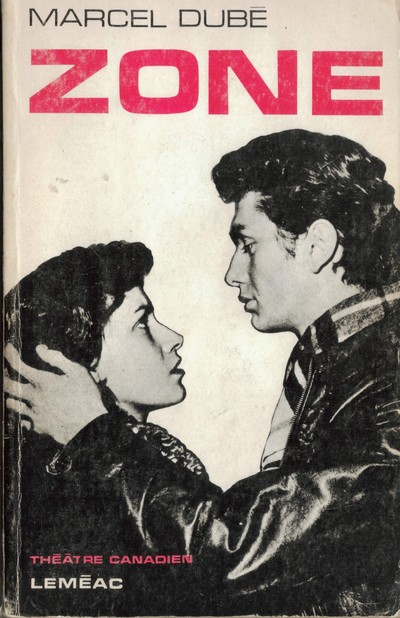 MARCEL DUBÉ
ZONE
THÉÂTRE CANADIEN
LEMÉAC